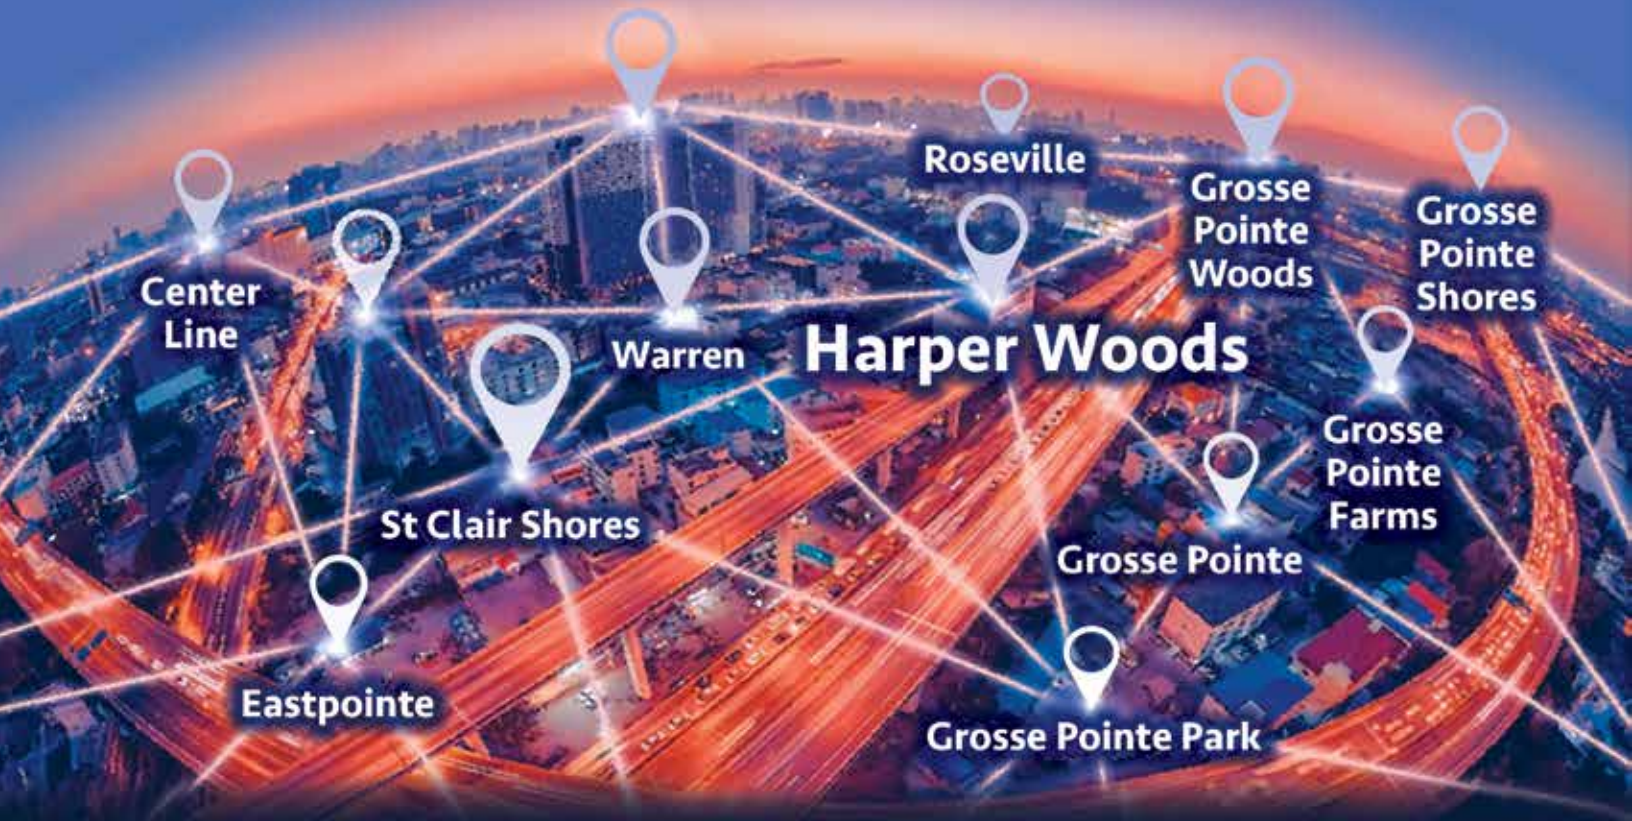 Roseville
Grosse
Pointe
Woods
Grosse
Pointe
Shores
Center
Line
Warren
Harper Woods
Grosse
Pointe
Farms
St Clair Shores
Grosse Pointe
Eastpointe
Grosse Pointe Park